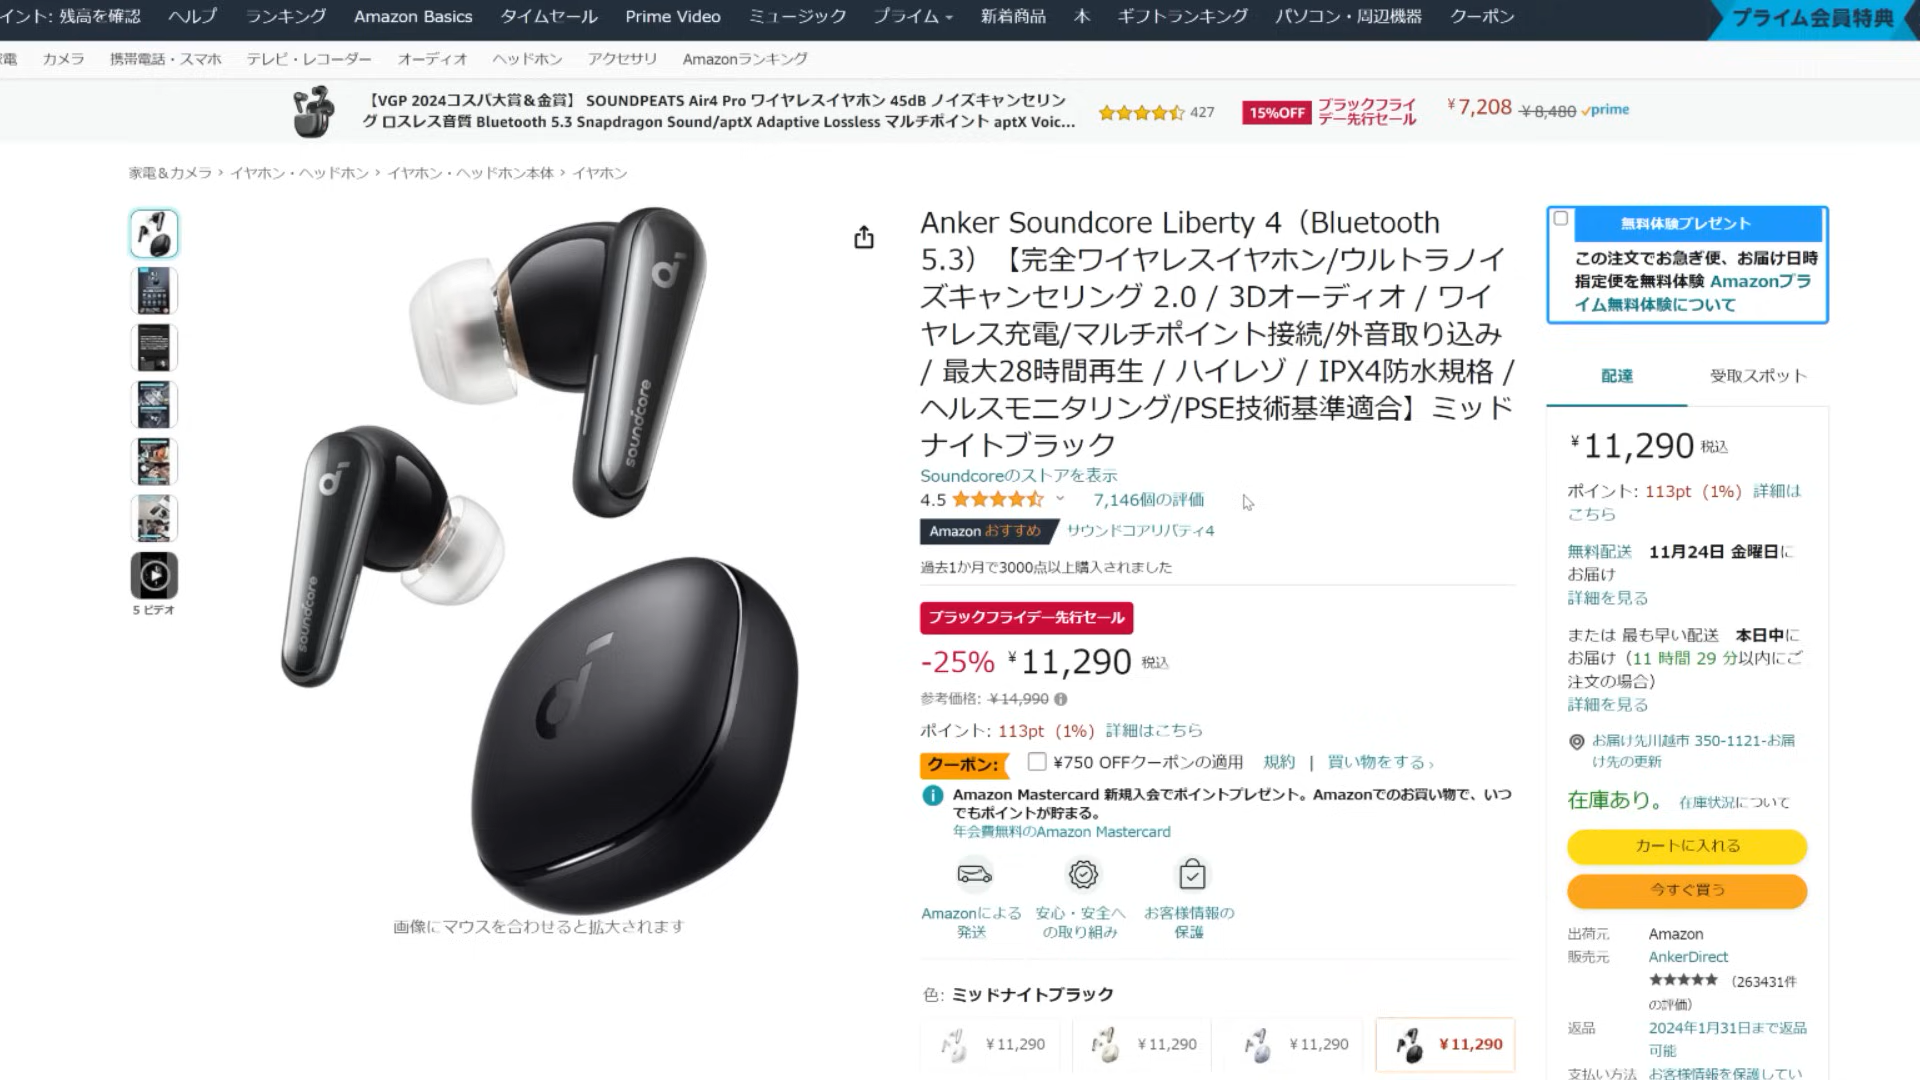 イント: 残高を確認 ヘルプ ランキング Amazon Basics タイムセール Prime Video ミュージック プライム 新着商品 木 ギフトランキング パソコン・周辺機器 クーポン プライム会員特典
電 カメラ 携帯電話・スマホ テレビ・レコーダー オーディオ ヘッドホン アクセサリ Amazonランキング
【VGP 2024コスパ大賞＆金賞】 SOUNDPEATS Air4 Pro ワイヤレスイヤホン 45dB ノイズキャンセリン
グ ロスレス音質 Bluetooth 5.3 Snapdragon Sound/aptX Adaptive Lossless マルチポイント aptX Voic...
427
15%OFF
ブラックフライ
デー先行セール
¥7,208 ¥8,480 prime
家電＆カメラ › イヤホン・ヘッドホン › イヤホン・ヘッドホン本体 › イヤホン
soundcore
soundcore
5 ビデオ
画像にマウスを合わせると拡大されます
Anker Soundcore Liberty 4（Bluetooth
5.3）【完全ワイヤレスイヤホン/ウルトラノイ
ズキャンセリング 2.0 / 3Dオーディオ / ワイ
ヤレス充電/マルチポイント接続/外音取り込み
/ 最大28時間再生 / ハイレゾ / IPX4防水規格 /
ヘルスモニタリング/PSE技術基準適合】ミッド
ナイトブラック
Soundcoreのストアを表示
4.5 7,146個の評価
Amazon おすすめ サウンドコアリバティ4
過去1か月で3000点以上購入されました
ブラックフライデー先行セール
-25% ¥11,290 税込
参考価格: ¥14,990
ポイント: 113pt (1%) 詳細はこちら
クーポン: ¥750 OFFクーポンの適用 規約 | 買い物をする ›
Amazon Mastercard 新規入会でポイントプレゼント。Amazonでのお買い物で、いつ
でもポイントが貯まる。
年会費無料のAmazon Mastercard
Amazonによる
発送
安心・安全へ
の取り組み
お客様情報の
保護
色: ミッドナイトブラック
¥11,290 ¥11,290 ¥11,290 ¥11,290
無料体験プレゼント
この注文でお急ぎ便、お届け日時
指定便を無料体験 Amazonプラ
イム無料体験について
配達 受取スポット
¥11,290 税込
ポイント: 113pt (1%) 詳細は
こちら
無料配送 11月24日 金曜日に
お届け
詳細を見る
または 最も早い配送 本日中に
お届け（11 時間 29 分以内にご
注文の場合）
詳細を見る
お届け先川越市 350-1121-お届
け先の更新
在庫あり。 在庫状況について
カートに入れる
今すぐ買う
出荷元 Amazon
販売元 AnkerDirect
★★★★★ (263431件
の評価)
返品 2024年1月31日まで返品
可能
支払い方法 お客様情報を保護してい